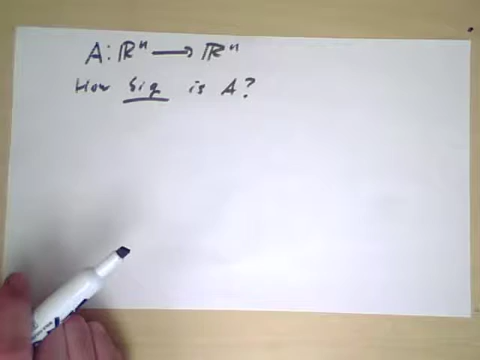 A: ℝⁿ ⟶ ℝⁿ
How big is A?